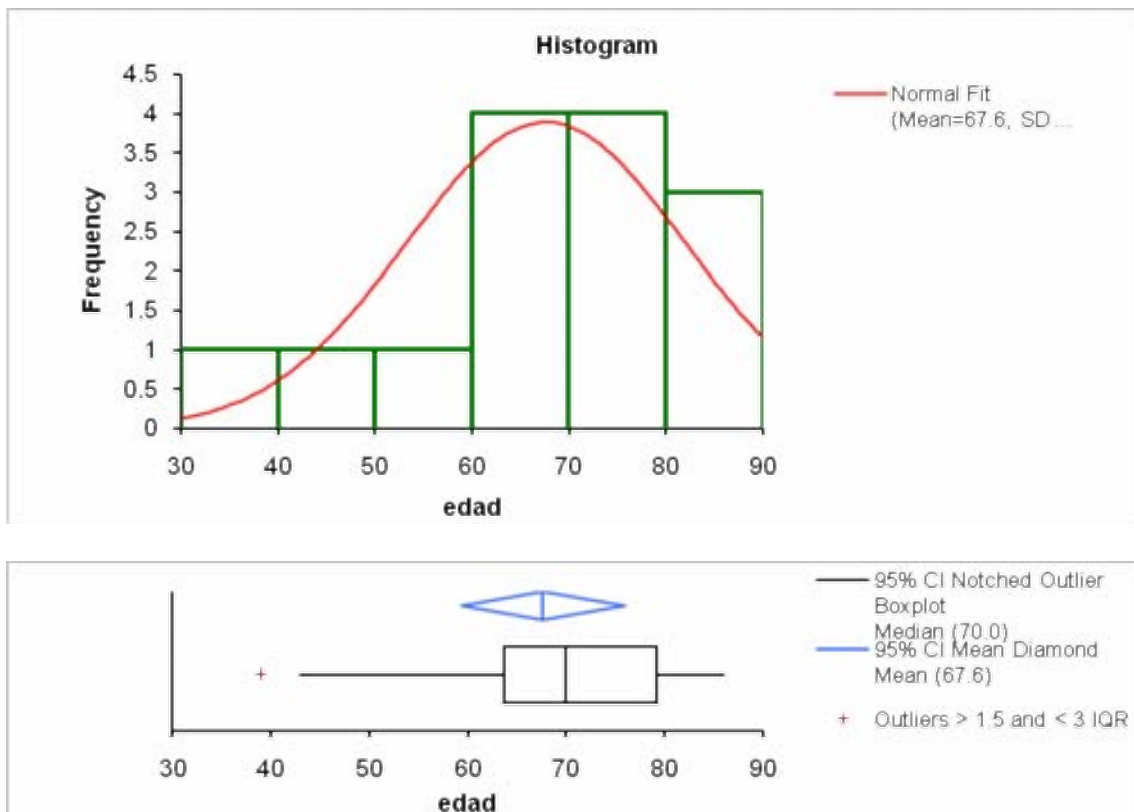 Histogram
4.5
4
3.5
3
2.5
2
1.5
1
0.5
0
Frequency
30 40 50 60 70 80 90
edad
Normal Fit
(Mean=67.6, SD ...
95% CI Notched Outlier
Boxplot
Median (70.0)
95% CI Mean Diamond
Mean (67.6)
+ Outliers > 1.5 and < 3 IQR
30 40 50 60 70 80 90
edad